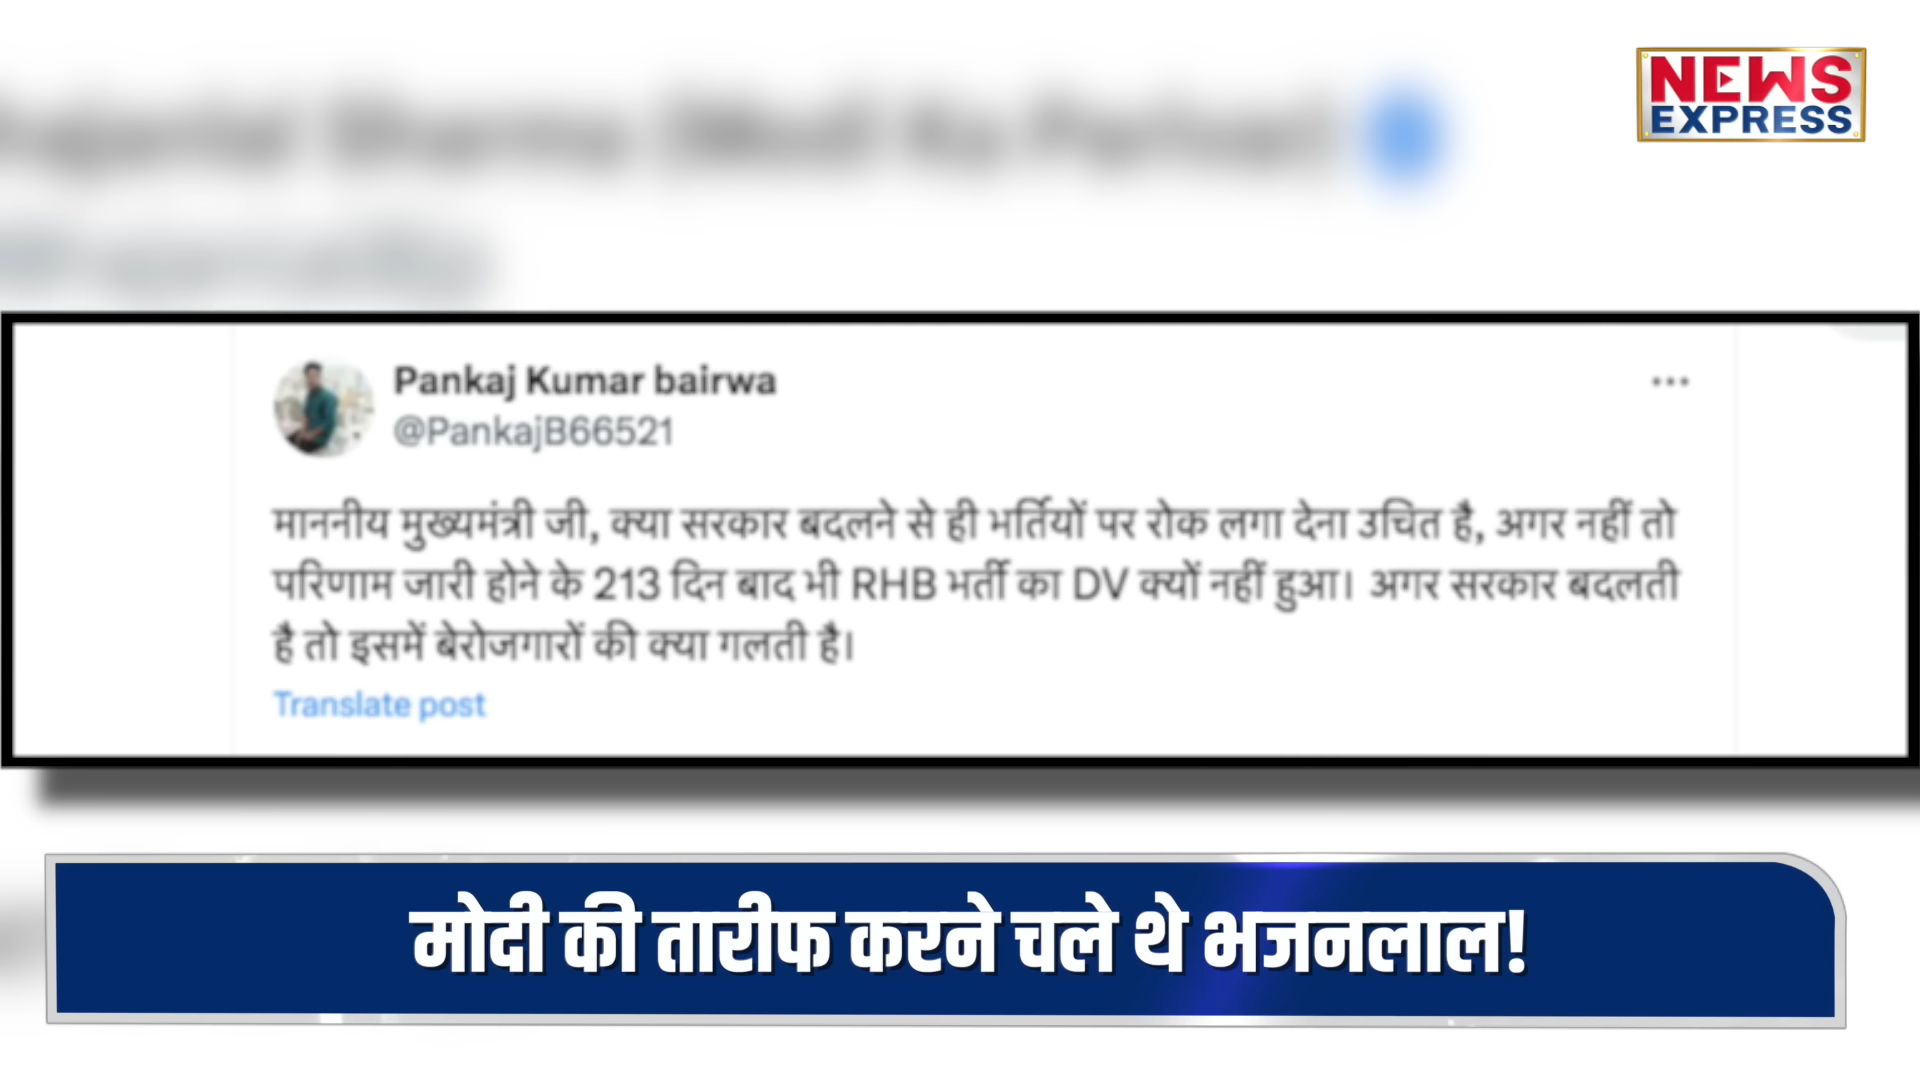 NEWS
EXPRESS
Pankaj Kumar bairwa
@PankajB66521
माननीय मुख्यमंत्री जी, क्या सरकार बदलने से ही भर्तियों पर रोक लगा देना उचित है, अगर नहीं तो
परिणाम जारी होने के 213 दिन बाद भी RHB भर्ती का DV क्यों नहीं हुआ। अगर सरकार बदलती
है तो इसमें बेरोजगारों की क्या गलती है।
Translate post
मोदी की तारीफ करने चले थे भजनलाल!